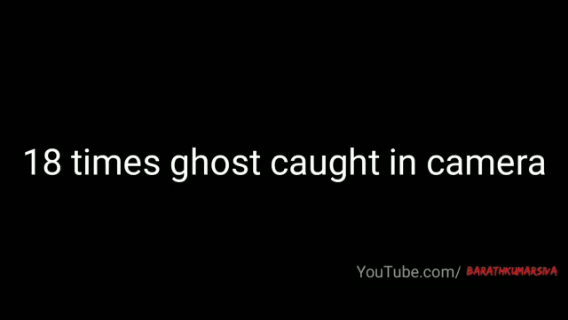 18 times ghost caught in camera
YouTube.com/ BARATHKUMARSIVA